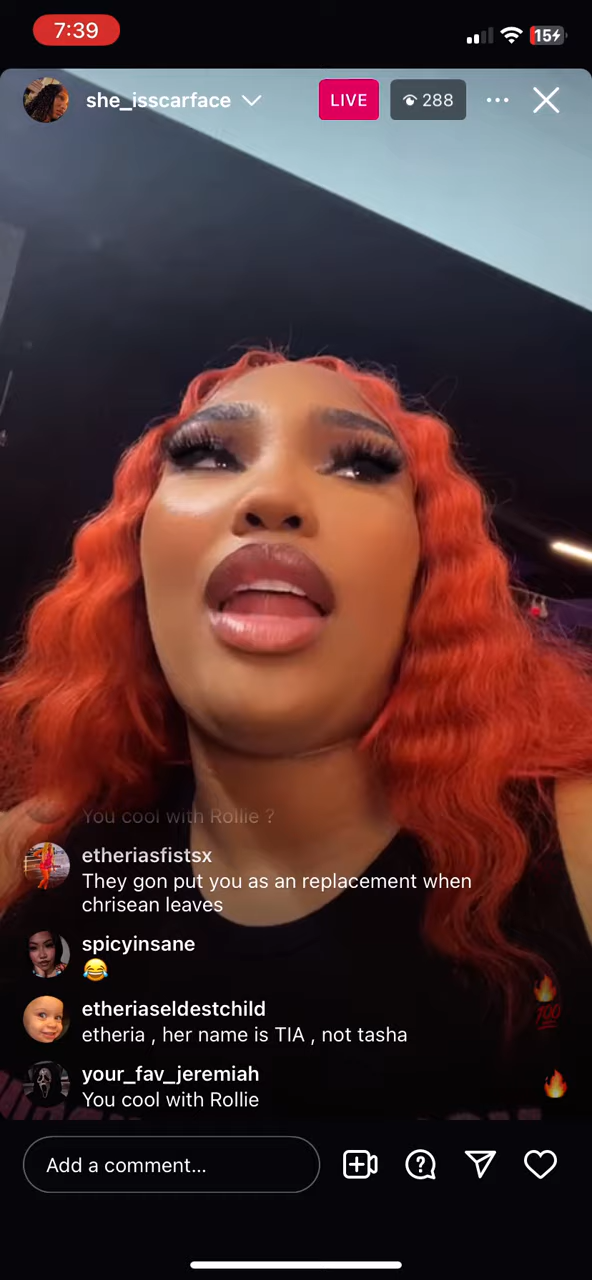 7:39
15
she_isscarface
LIVE
288
You cool with Rollie ?
etheriasfistsx
They gon put you as an replacement when
chrisean leaves
spicyinsane
😂
etheriaseldestchild
etheria , her name is TIA , not tasha
your_fav_jeremiah
You cool with Rollie
Add a comment...